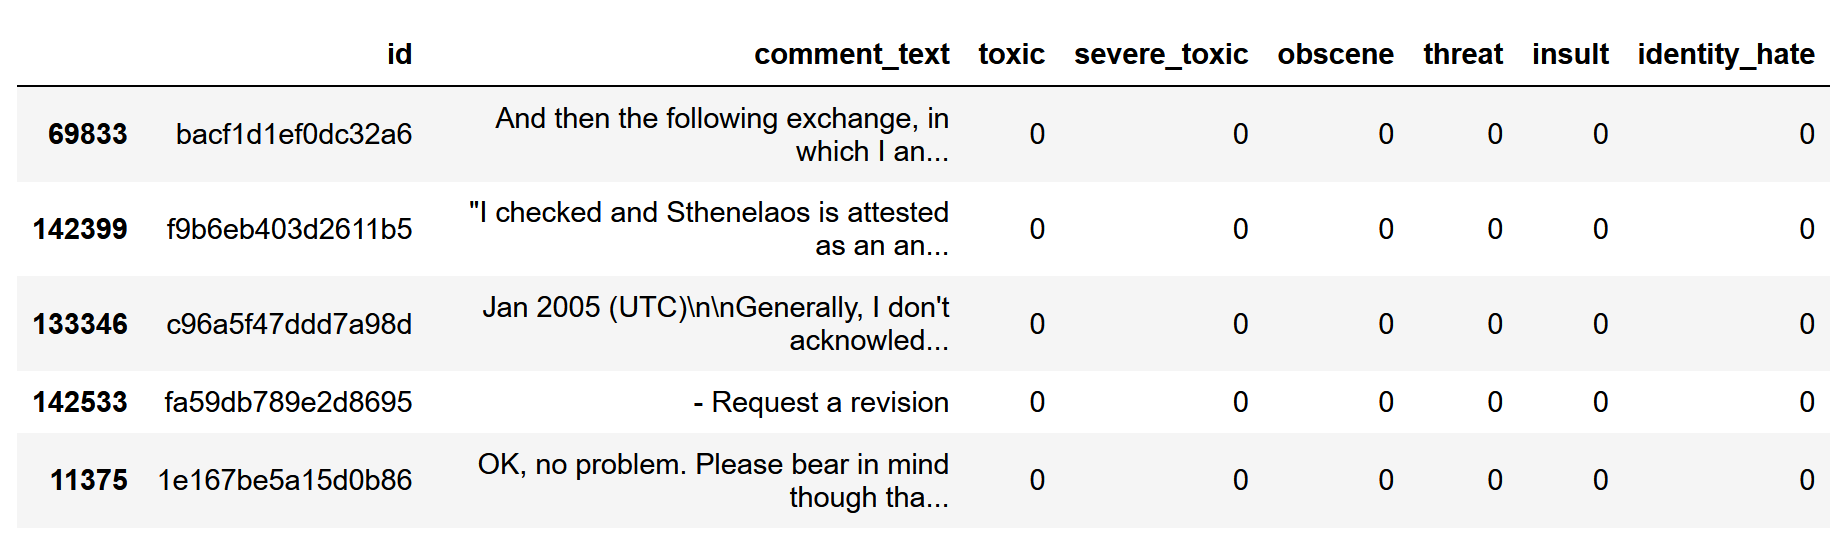 id comment_text toxic severe_toxic obscene threat insult identity_hate
69833 bacf1d1ef0dc32a6 And then the following exchange, in which I an... 0 0 0 0 0 0
142399 f9b6eb403d2611b5 "I checked and Sthenelaos is attested as an an... 0 0 0 0 0 0
133346 c96a5f47ddd7a98d Jan 2005 (UTC)\n\nGenerally, I don't acknowled... 0 0 0 0 0 0
142533 fa59db789e2d8695 - Request a revision 0 0 0 0 0 0
11375 1e167be5a15d0b86 OK, no problem. Please bear in mind though tha... 0 0 0 0 0 0